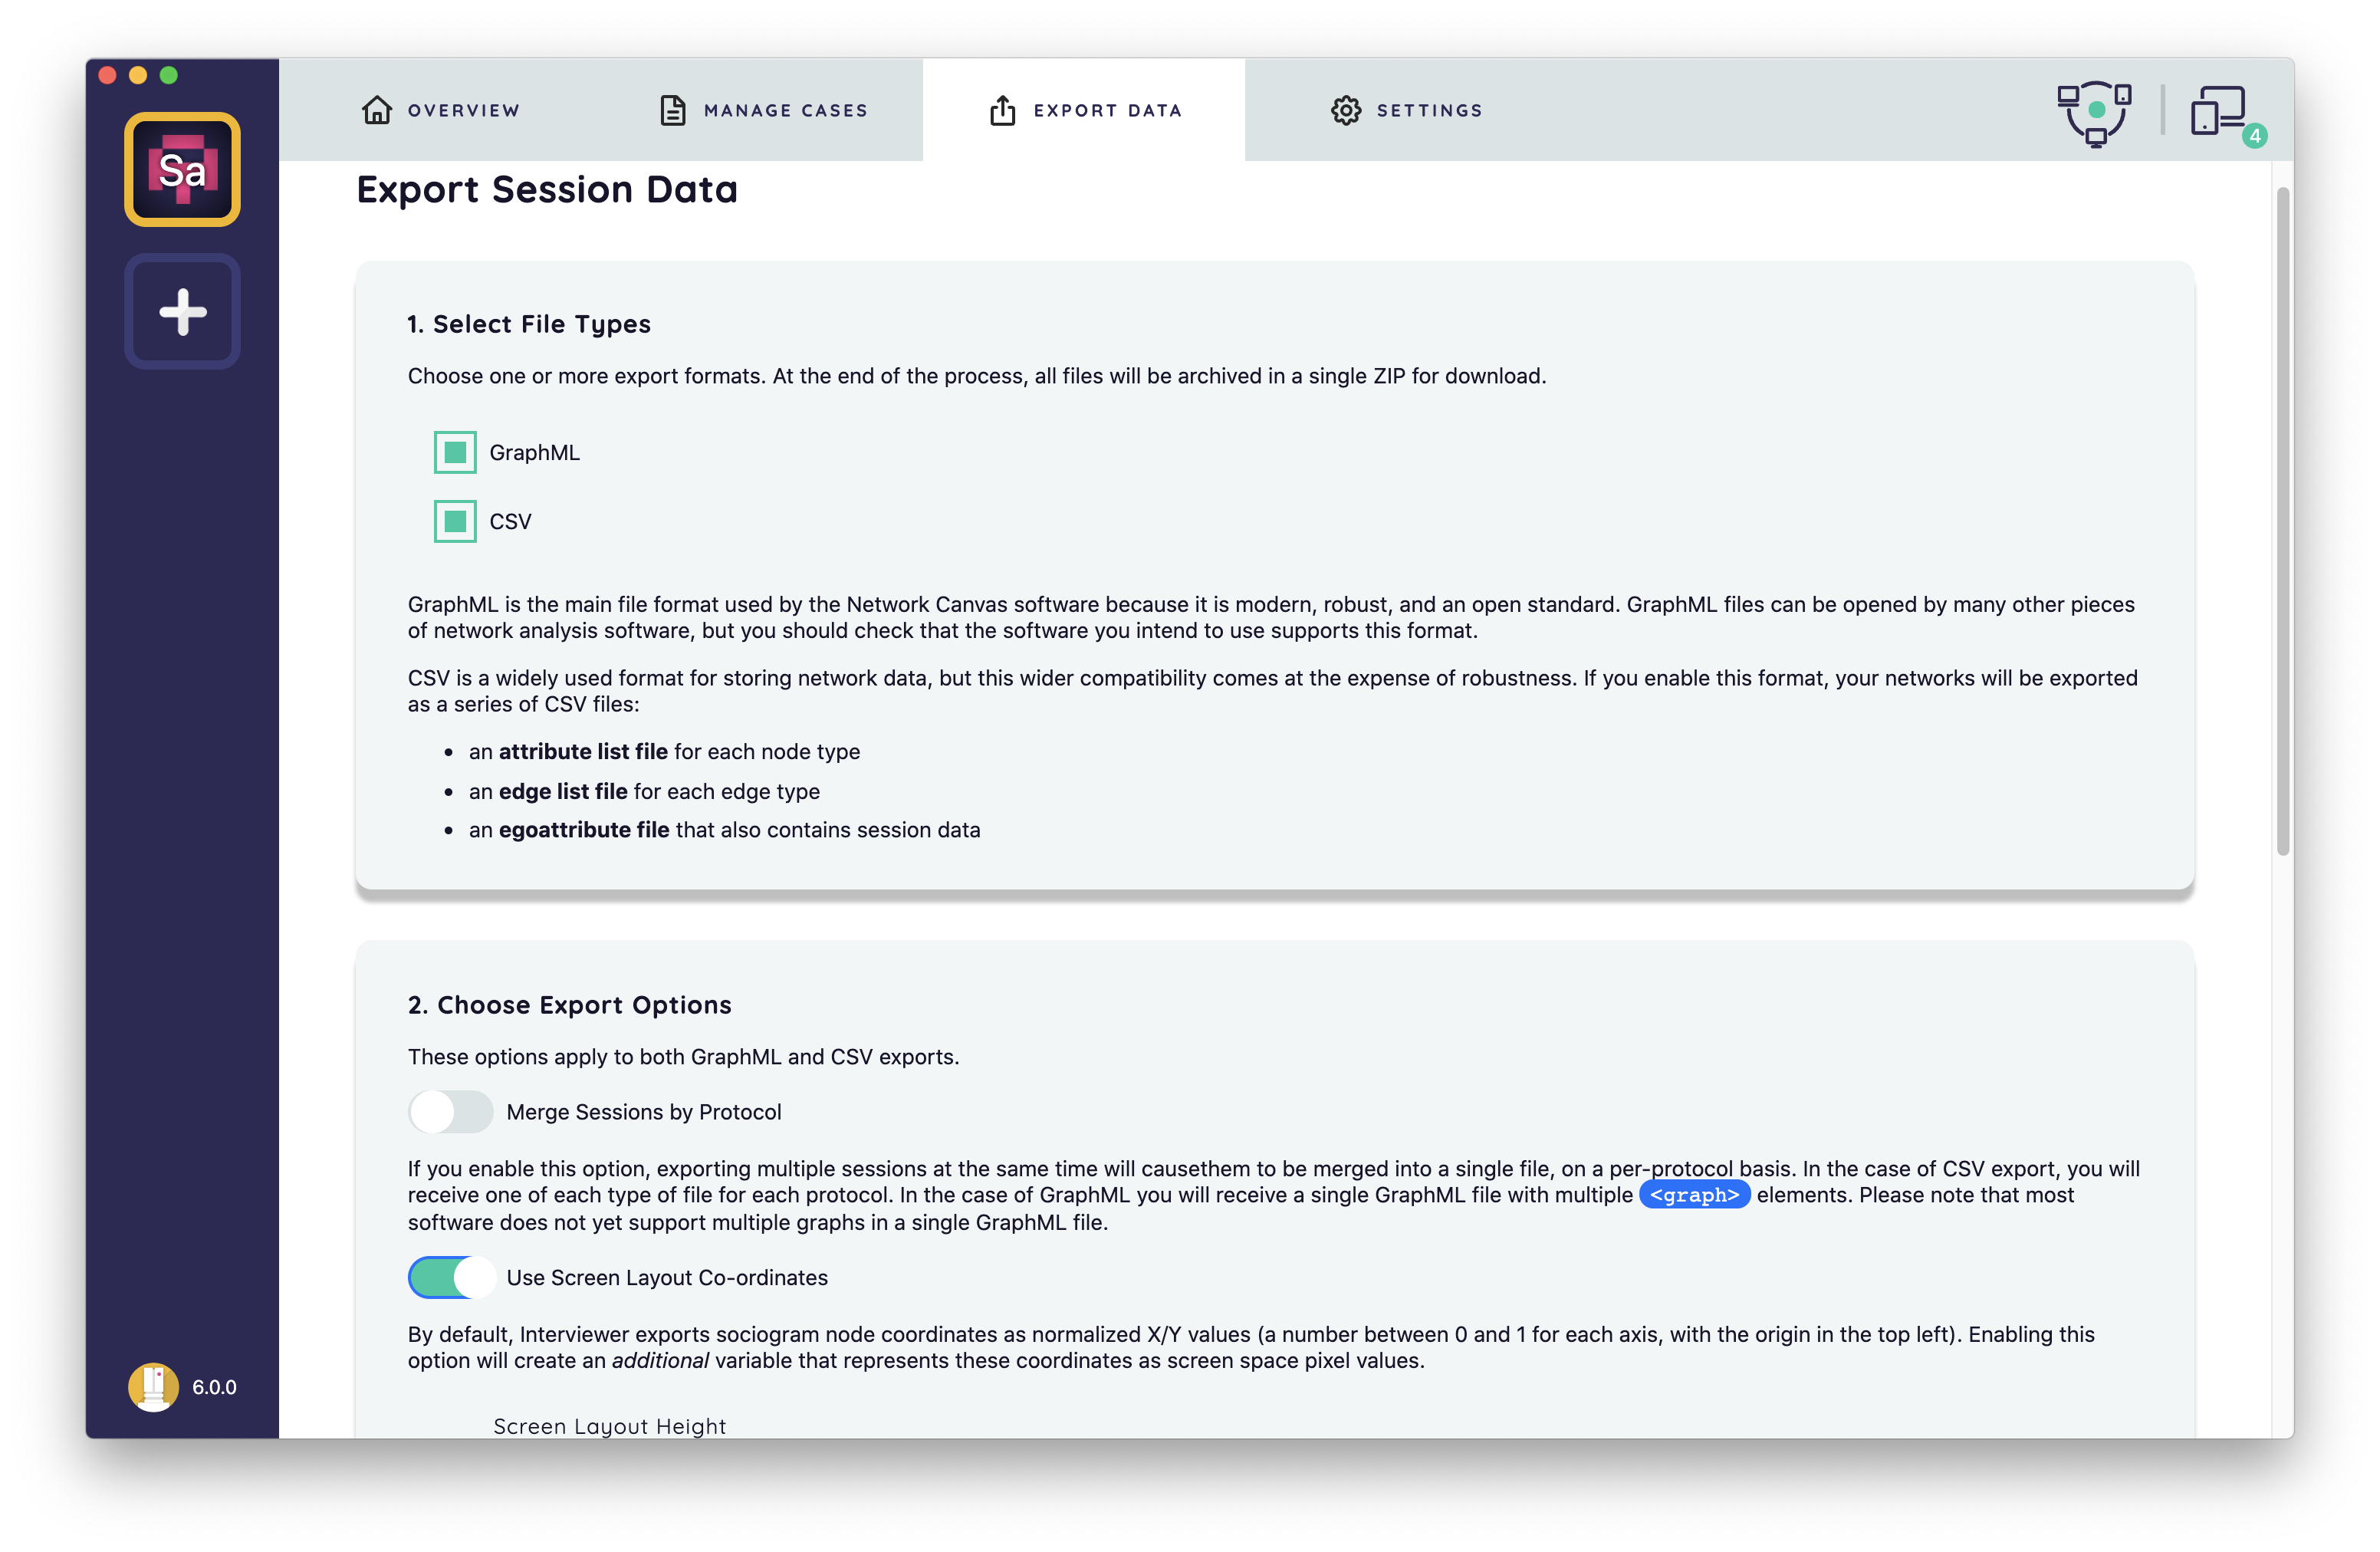 OVERVIEW
MANAGE CASES
EXPORT DATA
SETTINGS
4
Sa
Export Session Data
1. Select File Types
Choose one or more export formats. At the end of the process, all files will be archived in a single ZIP for download.
GraphML
CSV
GraphML is the main file format used by the Network Canvas software because it is modern, robust, and an open standard. GraphML files can be opened by many other pieces
of network analysis software, but you should check that the software you intend to use supports this format.
CSV is a widely used format for storing network data, but this wider compatibility comes at the expense of robustness. If you enable this format, your networks will be exported
as a series of CSV files:
• an attribute list file for each node type
• an edge list file for each edge type
• an egoattribute file that also contains session data
2. Choose Export Options
These options apply to both GraphML and CSV exports.
Merge Sessions by Protocol
If you enable this option, exporting multiple sessions at the same time will causethem to be merged into a single file, on a per-protocol basis. In the case of CSV export, you will
receive one of each type of file for each protocol. In the case of GraphML you will receive a single GraphML file with multiple <graph> elements. Please note that most
software does not yet support multiple graphs in a single GraphML file.
Use Screen Layout Co-ordinates
By default, Interviewer exports sociogram node coordinates as normalized X/Y values (a number between 0 and 1 for each axis, with the origin in the top left). Enabling this
option will create an additional variable that represents these coordinates as screen space pixel values.
6.0.0
Screen Layout Height